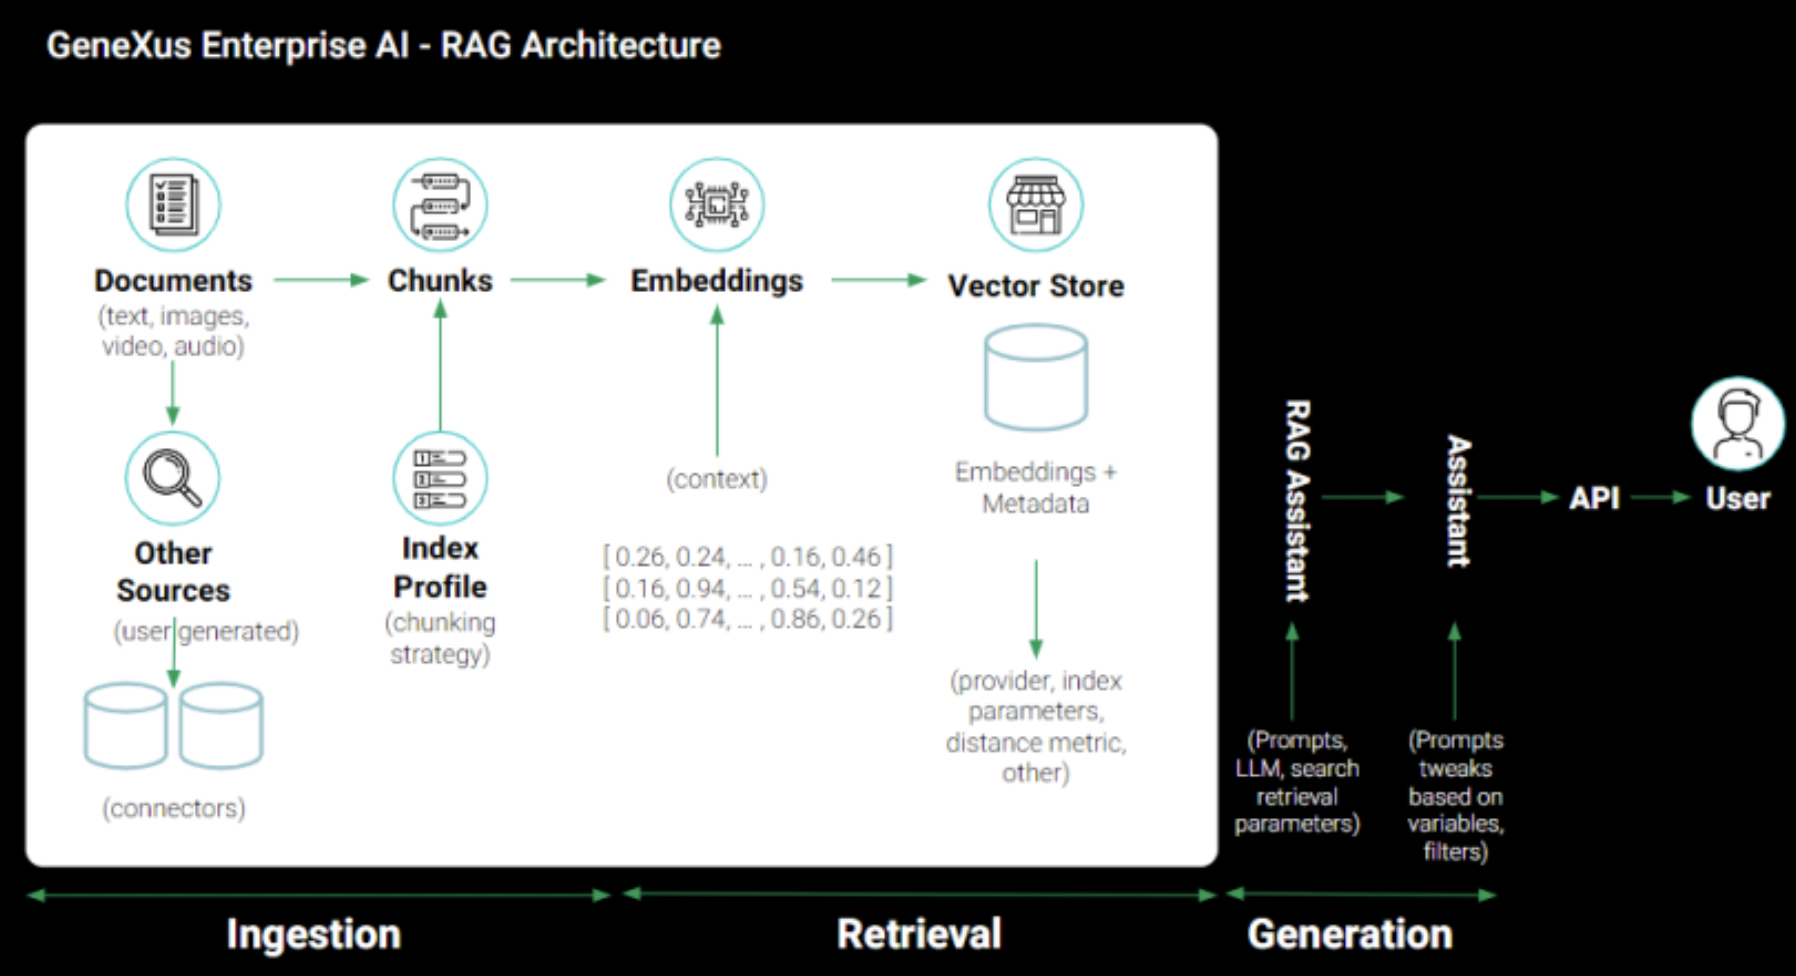 GeneXus Enterprise AI - RAG Architecture
Documents
(text, images,
video, audio)
Other
Sources
(user generated)
(connectors)
Chunks
Index
Profile
(chunking
strategy)
Embeddings
(context)
[ 0.26, 0.24, ... , 0.16, 0.46 ]
[ 0.16, 0.94, ... , 0.54, 0.12 ]
[ 0.06, 0.74, ... , 0.86, 0.26 ]
Vector Store
Embeddings +
Metadata
(provider, index
parameters,
distance metric,
other)
RAG Assistant
(Prompts,
LLM, search
retrieval
parameters)
Assistant
(Prompts
tweaks
based on
variables,
filters)
API
User
Ingestion
Retrieval
Generation